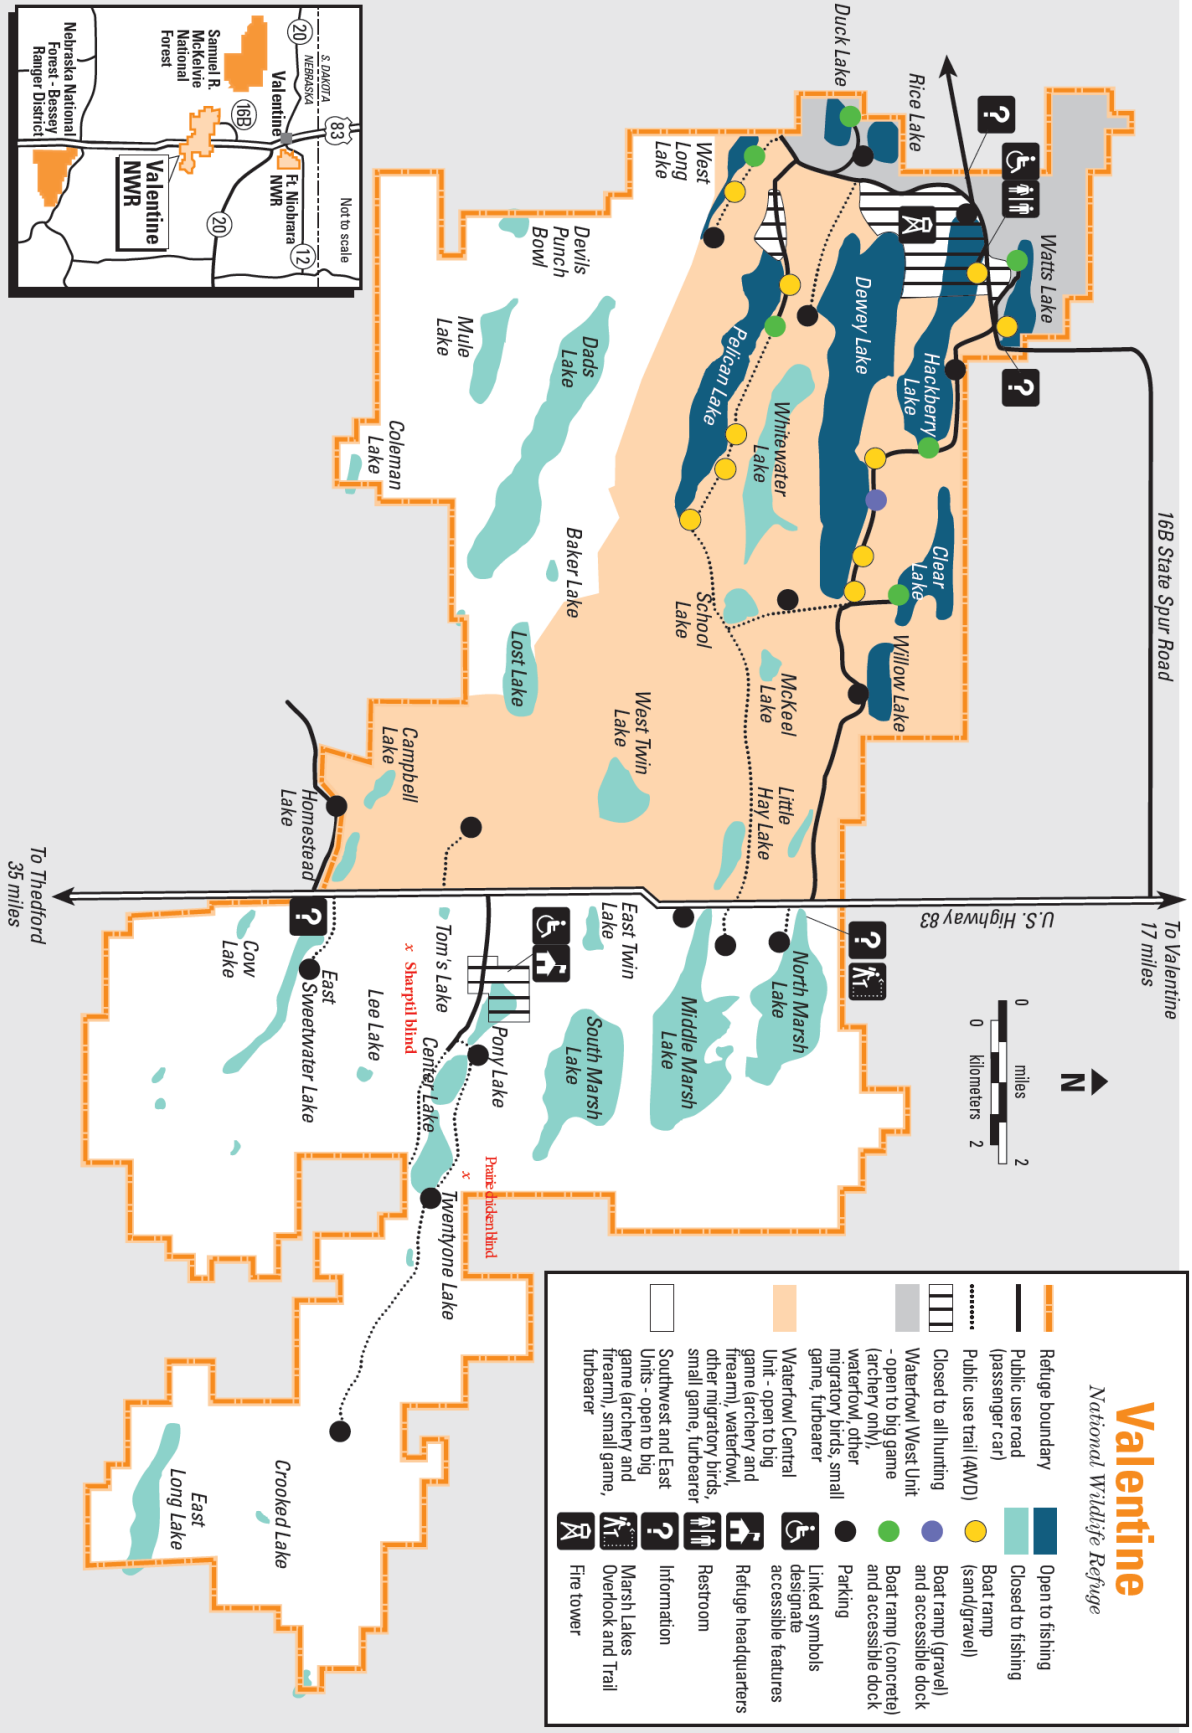 Valentine
National Wildlife Refuge
Refuge boundary
Public use road
(passenger car)
Public use trail (4WD)
Closed to all hunting
Waterfowl West Unit
- open to big game
(archery only),
waterfowl, other
migratory birds, small
game, furbearer
Waterfowl Central
Unit - open to big
game (archery and
firearm), waterfowl,
other migratory birds,
small game, furbearer
Southwest and East
Units - open to big
game (archery and
firearm), small game,
furbearer
Open to fishing
Closed to fishing
Boat ramp
(sand/gravel)
Boat ramp (gravel)
and accessible dock
Boat ramp (concrete)
and accessible dock
Parking
Linked symbols
designate
accessible features
Refuge headquarters
Restroom
?
Information
Marsh Lakes
Overlook and Trail
Fire tower
16B State Spur Road
To Valentine
17 miles
U.S. Highway 83
0 miles 2
0 kilometers 2
N
Duck Lake
Rice Lake
?
Watts Lake
?
West
Long
Lake
Dewey Lake
Hackberry
Lake
Pelican Lake
Whitewater
Lake
Clear
Lake
Willow Lake
Devils
Punch
Bowl
Mule
Lake
Dads
Lake
Coleman
Lake
Baker Lake
School
Lake
Lost Lake
McKeel
Lake
West Twin
Lake
Little
Hay Lake
Campbell
Lake
Homestead
Lake
To Thedford
35 miles
?
?
North Marsh
Lake
Middle Marsh
Lake
East Twin
Lake
South Marsh
Lake
Tom's Lake
Pony Lake
Center Lake
x Sharptil blind
Cow
Lake
East
Sweetwater Lake
Lee Lake
Prairie chicken blind
x
Twentyone Lake
Crooked Lake
East
Long Lake
S. DAKOTA
NEBRASKA
Not to scale
83
20
Valentine
16B
Samuel R.
McKelvie
National
Forest
Ft. Niobrara
NWR
12
20
Valentine
NWR
Nebraska National
Forest - Bessey
Ranger District